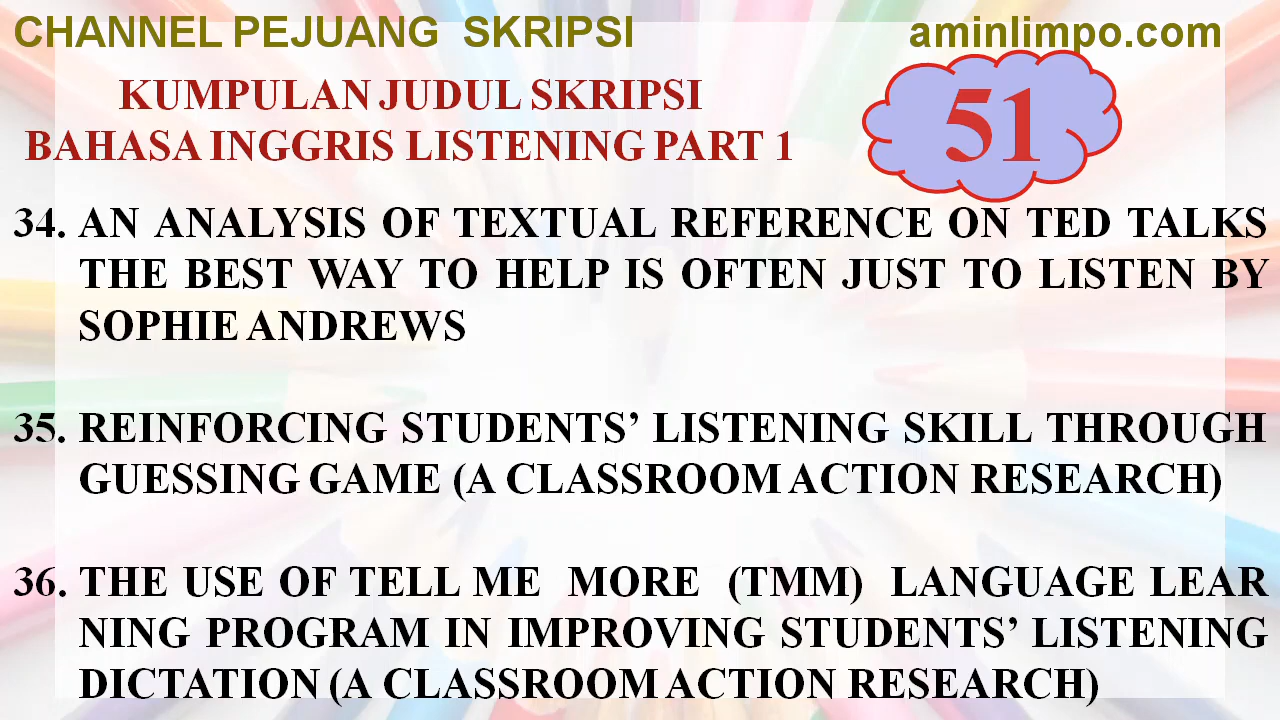 CHANNEL PEJUANG SKRIPSI
aminlimpo.com
KUMPULAN JUDUL SKRIPSI
BAHASA INGGRIS LISTENING PART 1
51
34. AN ANALYSIS OF TEXTUAL REFERENCE ON TED TALKS
THE BEST WAY TO HELP IS OFTEN JUST TO LISTEN BY
SOPHIE ANDREWS
35. REINFORCING STUDENTS’ LISTENING SKILL THROUGH
GUESSING GAME (A CLASSROOM ACTION RESEARCH)
36. THE USE OF TELL ME MORE (TMM) LANGUAGE LEAR
NING PROGRAM IN IMPROVING STUDENTS’ LISTENING
DICTATION (A CLASSROOM ACTION RESEARCH)